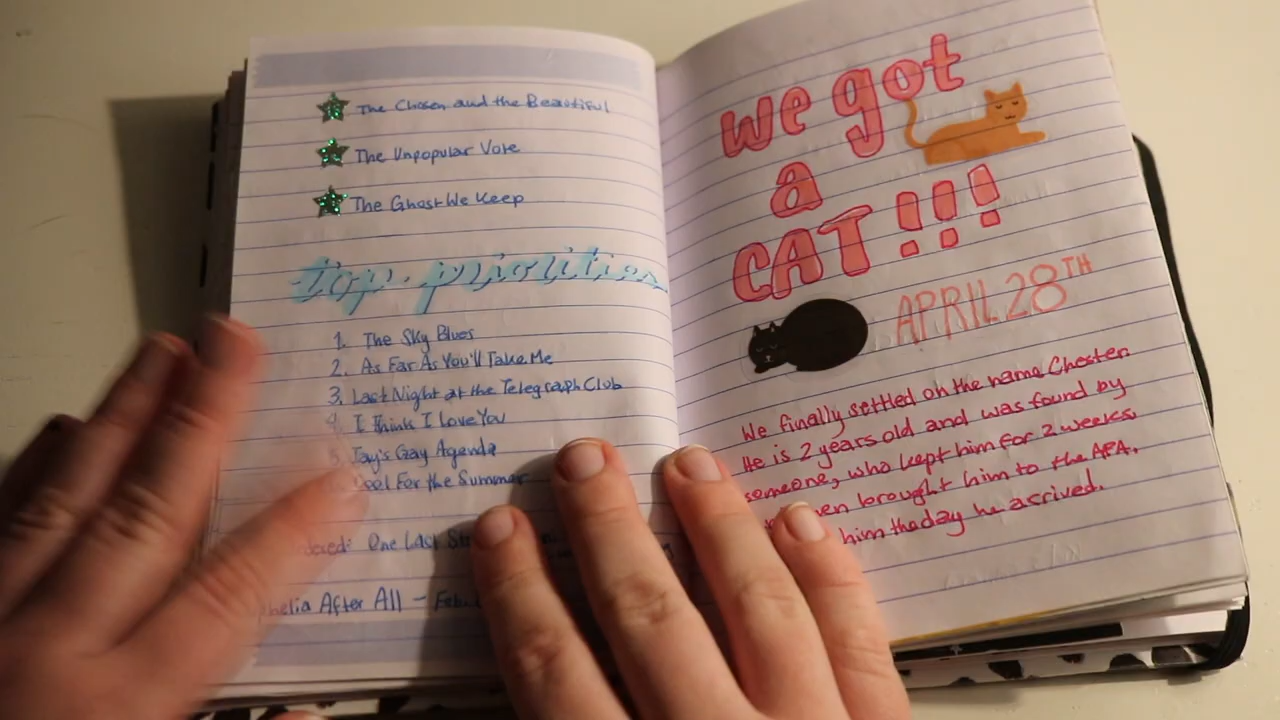 The Chosen and the Beautiful
The Unpopular Vote
The Ghost We Keep
top priorities
1. The Sky Blues
2. As Far As You'll Take Me
3. Last Night at the Telegraph Club
4. I Think I Love You
5. Jay's Gay Agenda
For the Summer
One Last
After All –
We got
a
CAT!!!
APRIL 28TH
We finally settled on the name Chester
He is 2 years old and was found by
someone, who kept him for 2 weeks,
brought him to the APA.
him the day he arrived.